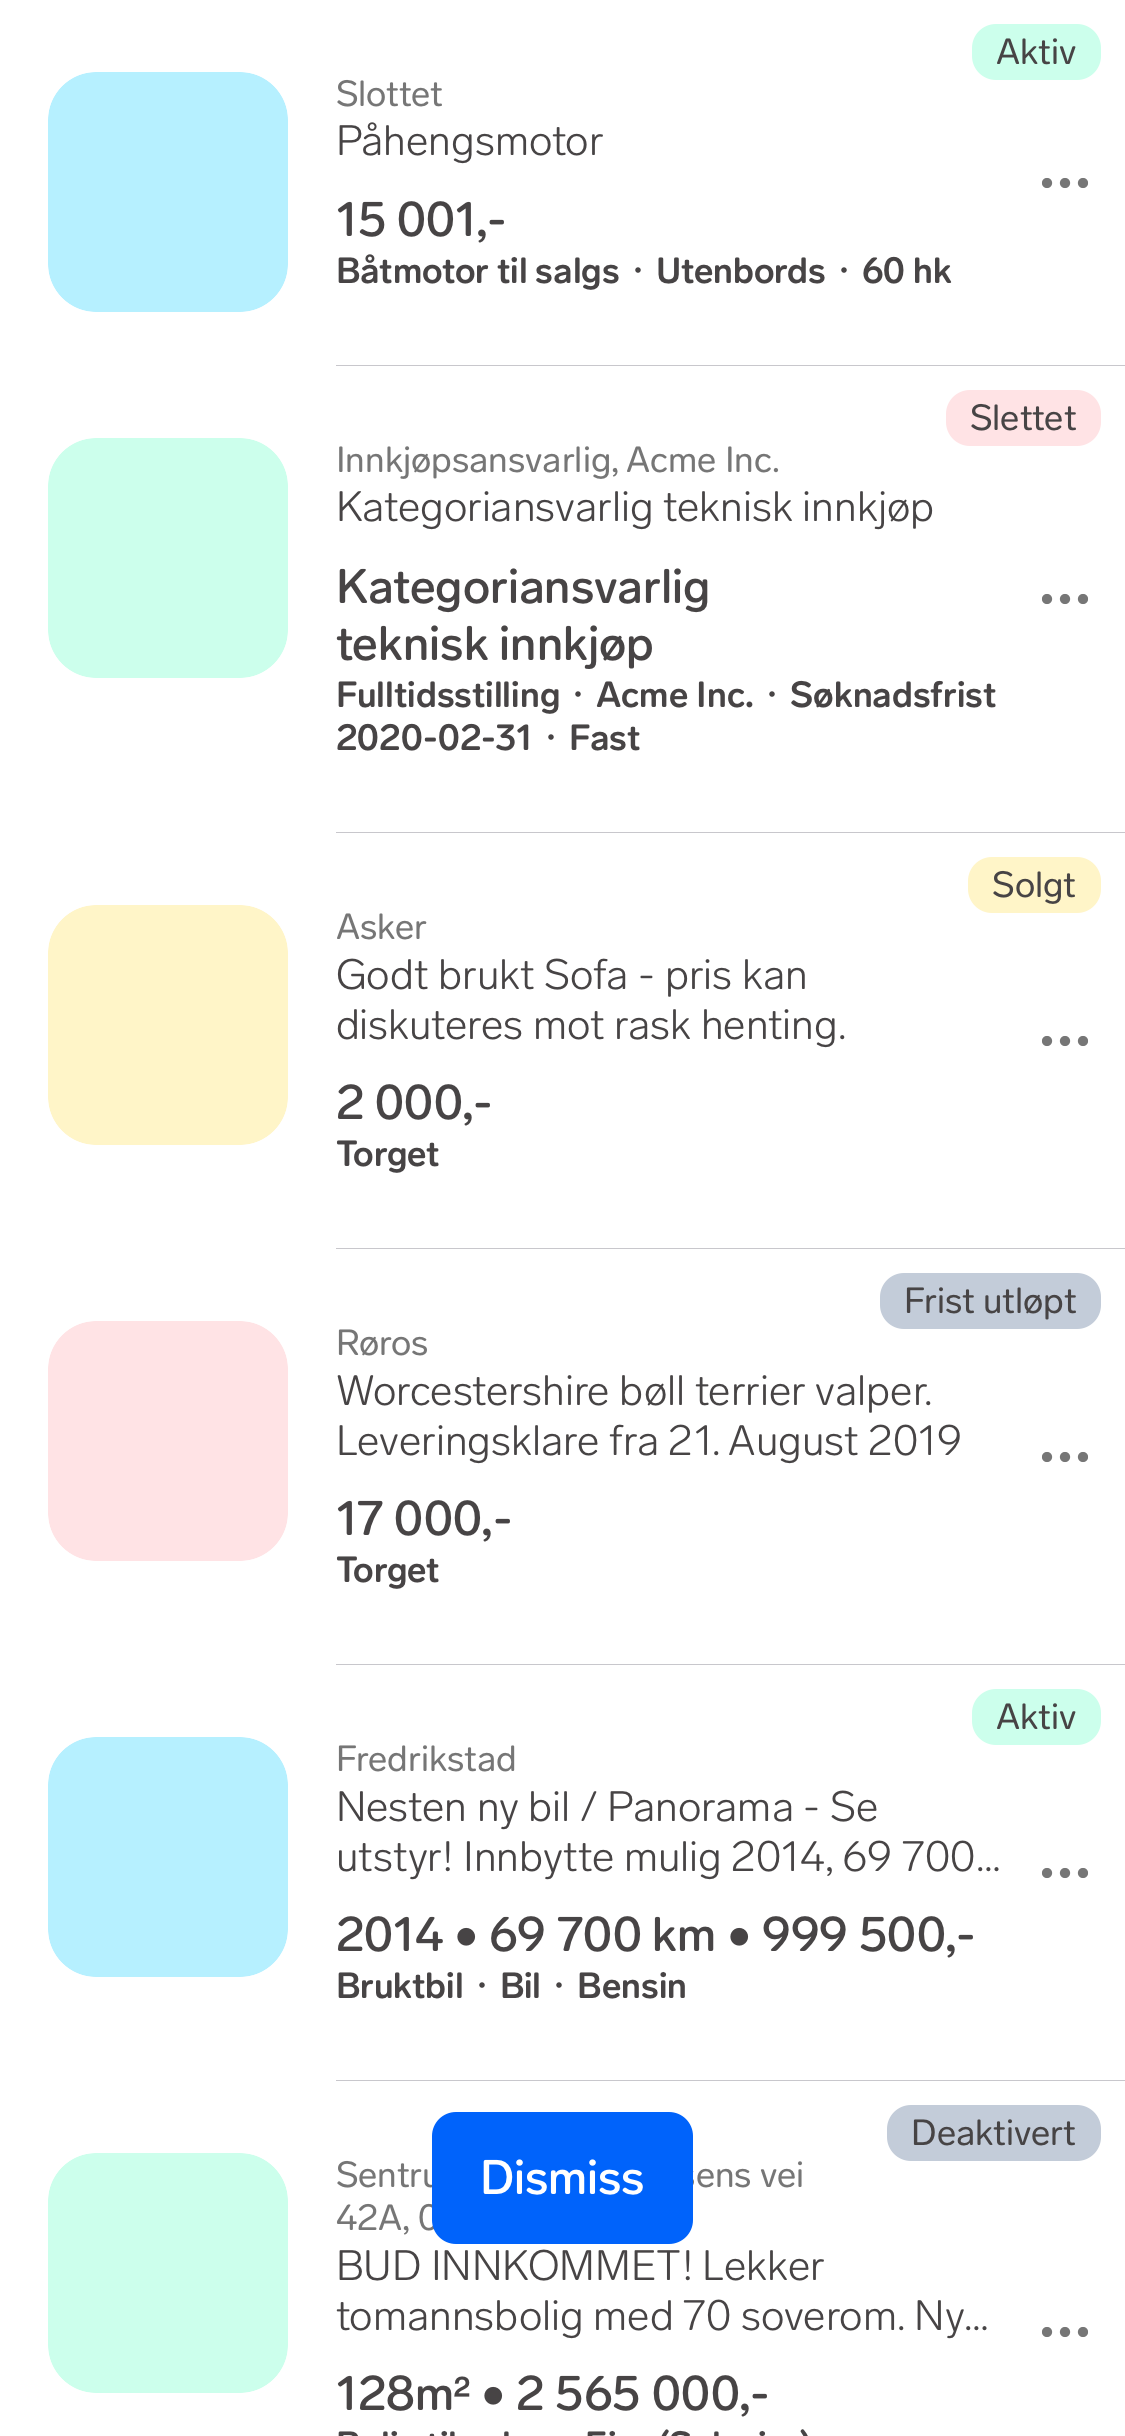 Aktiv
Slottet
Påhengsmotor
15 001,-
Båtmotor til salgs · Utenbords · 60 hk
Slettet
Innkjøpsansvarlig, Acme Inc.
Kategoriansvarlig teknisk innkjøp
Kategoriansvarlig
teknisk innkjøp
Fulltidsstilling · Acme Inc. · Søknadsfrist
2020-02-31 · Fast
Solgt
Asker
Godt brukt Sofa - pris kan
diskuteres mot rask henting.
2 000,-
Torget
Frist utløpt
Røros
Worcestershire bøll terrier valper.
Leveringsklare fra 21. August 2019
17 000,-
Torget
Aktiv
Fredrikstad
Nesten ny bil / Panorama - Se
utstyr! Innbytte mulig 2014, 69 700...
2014 • 69 700 km • 999 500,-
Bruktbil · Bil · Bensin
Deaktivert
vei
Dismiss
42A,
BUD INNKOMMET! Lekker
tomannsbolig med 70 soverom. Ny...
128m² • 2 565 000,-